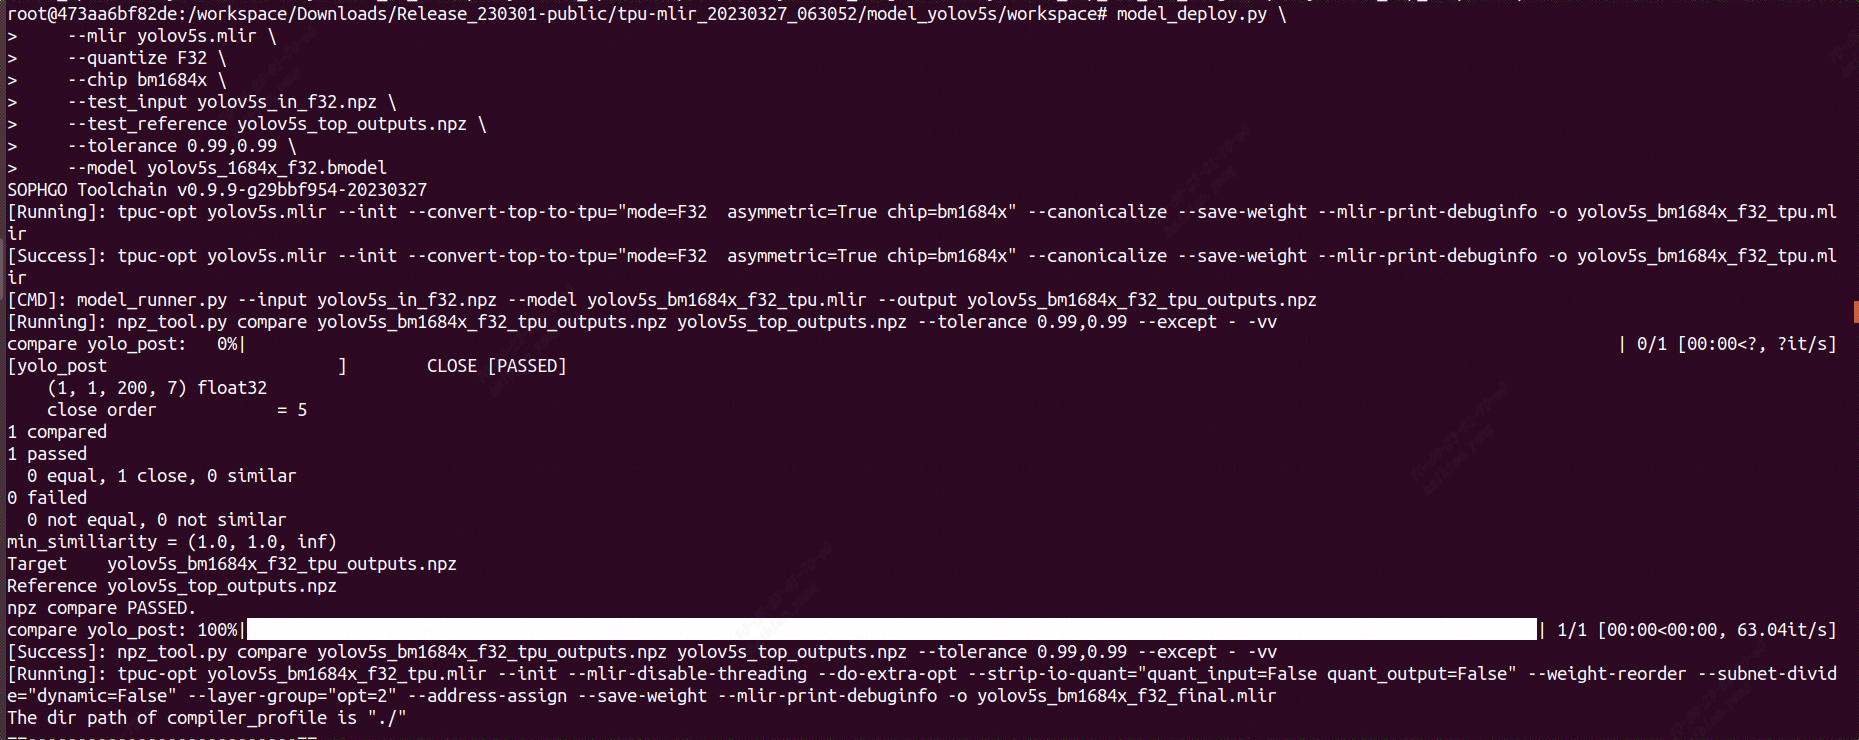 root@473aa6bf82de:/workspace/Downloads/Release_230301-public/tpu-mlir_20230327_063052/model_yolov5s/workspace# model_deploy.py \
>     --mlir yolov5s.mlir \
>     --quantize F32 \
>     --chip bm1684x \
>     --test_input yolov5s_in_f32.npz \
>     --test_reference yolov5s_top_outputs.npz \
>     --tolerance 0.99,0.99 \
>     --model yolov5s_1684x_f32.bmodel
SOPHGO Toolchain v0.9.9-g29bbf954-20230327
[Running]: tpuc-opt yolov5s.mlir --init --convert-top-to-tpu="mode=F32  asymmetric=True chip=bm1684x" --canonicalize --save-weight --mlir-print-debuginfo -o yolov5s_bm1684x_f32_tpu.ml
ir
[Success]: tpuc-opt yolov5s.mlir --init --convert-top-to-tpu="mode=F32  asymmetric=True chip=bm1684x" --canonicalize --save-weight --mlir-print-debuginfo -o yolov5s_bm1684x_f32_tpu.ml
ir
[CMD]: model_runner.py --input yolov5s_in_f32.npz --model yolov5s_bm1684x_f32_tpu.mlir --output yolov5s_bm1684x_f32_tpu_outputs.npz
[Running]: npz_tool.py compare yolov5s_bm1684x_f32_tpu_outputs.npz yolov5s_top_outputs.npz --tolerance 0.99,0.99 --except - -vv
compare yolo_post:   0%|                                                                | 0/1 [00:00<?, ?it/s]
[yolo_post                       ]        CLOSE [PASSED]
    (1, 1, 200, 7) float32
    close order            = 5
1 compared
1 passed
  0 equal, 1 close, 0 similar
0 failed
  0 not equal, 0 not similar
min_similiarity = (1.0, 1.0, inf)
Target    yolov5s_bm1684x_f32_tpu_outputs.npz
Reference yolov5s_top_outputs.npz
npz compare PASSED.
compare yolo_post: 100%|                                                                | 1/1 [00:00<00:00, 63.04it/s]
[Success]: npz_tool.py compare yolov5s_bm1684x_f32_tpu_outputs.npz yolov5s_top_outputs.npz --tolerance 0.99,0.99 --except - -vv
[Running]: tpuc-opt yolov5s_bm1684x_f32_tpu.mlir --init --mlir-disable-threading --do-extra-opt --strip-io-quant="quant_input=False quant_output=False" --weight-reorder --subnet-divid
e="dynamic=False" --layer-group="opt=2" --address-assign --save-weight --mlir-print-debuginfo -o yolov5s_bm1684x_f32_final.mlir
The dir path of compiler_profile is "./"